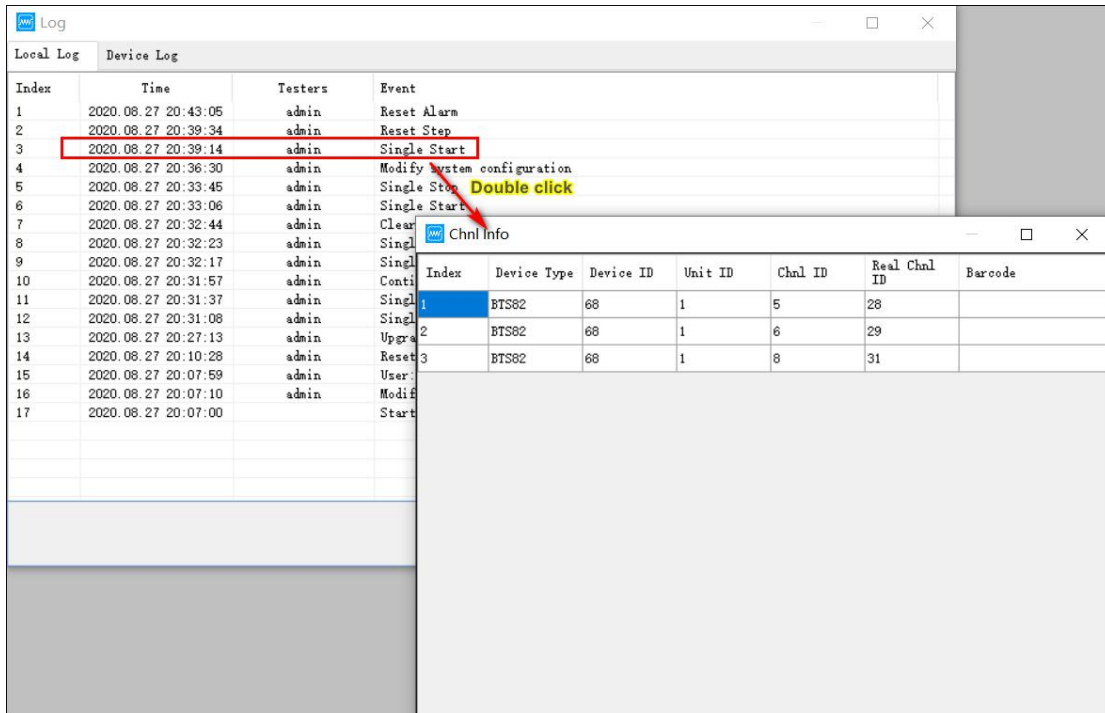 Log
Local Log Device Log
Index Time Testers Event
1 2020.08.27 20:43:05 admin Reset Alarm
2 2020.08.27 20:39:34 admin Reset Step
3 2020.08.27 20:39:14 admin Single Start
4 2020.08.27 20:36:30 admin Modify system configuration
5 2020.08.27 20:33:45 admin Single Stop
Double click
6 2020.08.27 20:33:06 admin Single Start
7 2020.08.27 20:32:44 admin Clear
8 2020.08.27 20:32:23 admin Singl
9 2020.08.27 20:32:17 admin Singl
10 2020.08.27 20:31:57 admin Conti
11 2020.08.27 20:31:37 admin Singl
12 2020.08.27 20:31:08 admin Singl
13 2020.08.27 20:27:13 admin Upgra
14 2020.08.27 20:10:28 admin Reset
15 2020.08.27 20:07:59 admin User:
16 2020.08.27 20:07:10 admin Modif
17 2020.08.27 20:07:00 Start
Chnl Info
Index Device Type Device ID Unit ID Chnl ID Real Chnl ID Barcode
1 BTS82 68 1 5 28
2 BTS82 68 1 6 29
3 BTS82 68 1 8 31